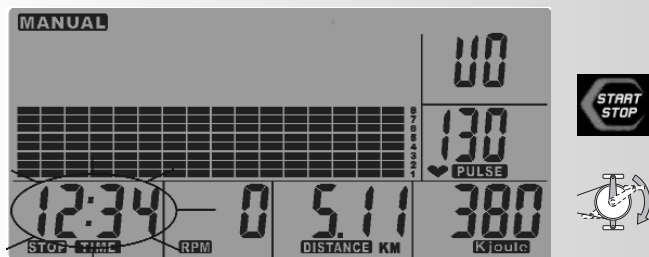 MANUAL
U0
START
STOP
8
7
6
5
4
3
2
1
130
PULSE
12:34
0
5.11
380
STOP TIME
RPM
DISTANCE KM
Kjoule